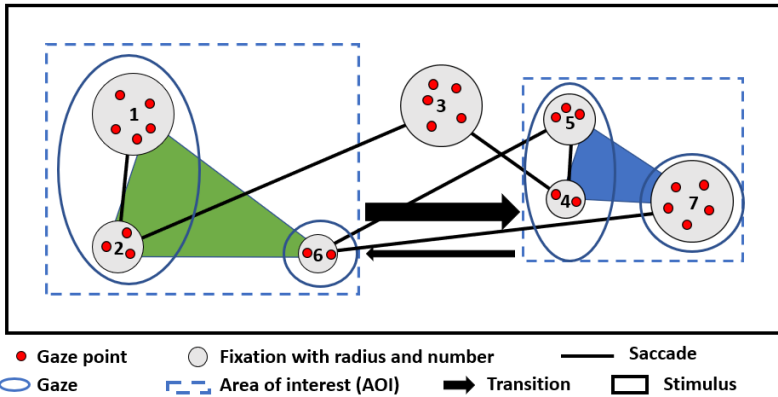 1
3
5
4
7
2
6
Gaze point
Fixation with radius and number
Saccade
Gaze
Area of interest (AOI)
Transition
Stimulus